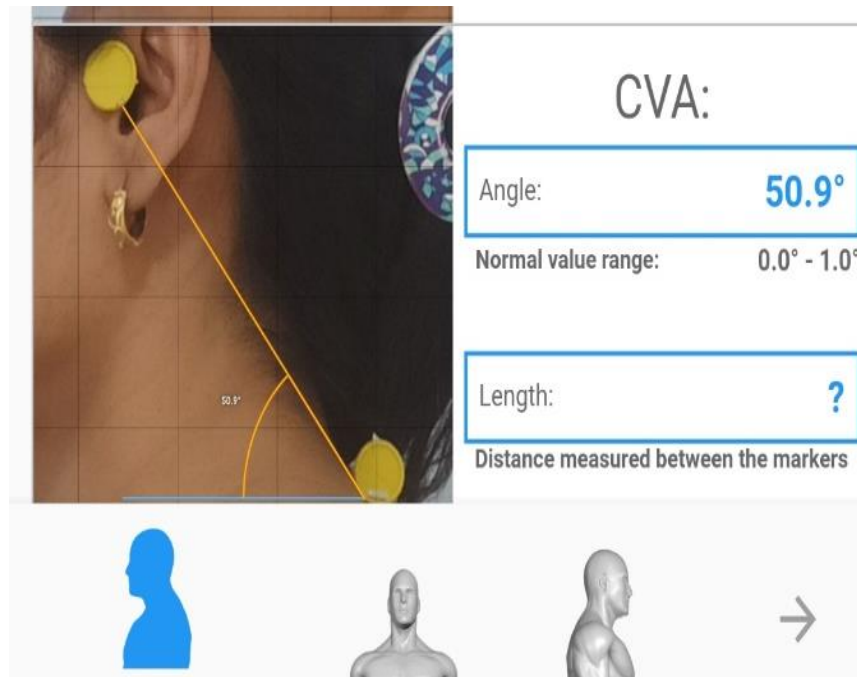 CVA:
Angle: 50.9°
Normal value range: 0.0° - 1.0°
50.9°
Length: ?
Distance measured between the markers